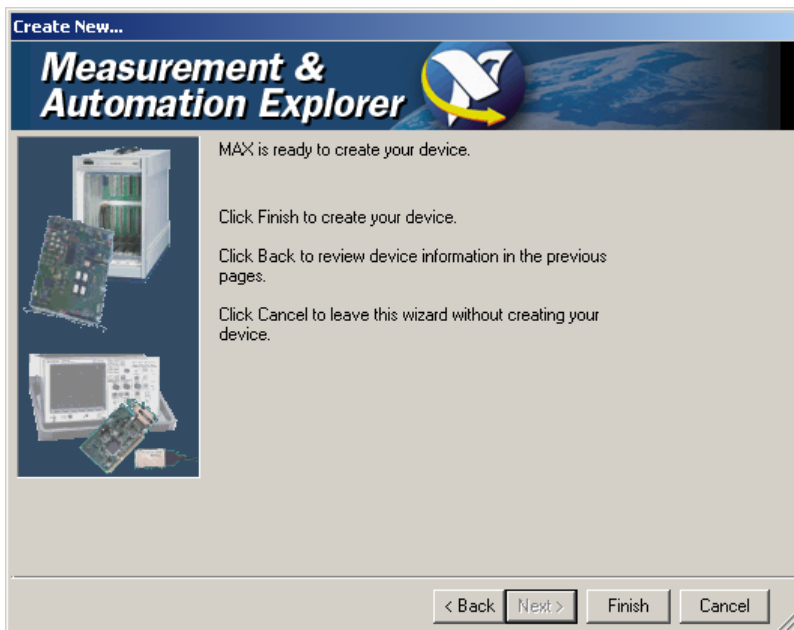 Create New...
Measurement &
Automation Explorer
MAX is ready to create your device.
Click Finish to create your device.
Click Back to review device information in the previous
pages.
Click Cancel to leave this wizard without creating your
device.
< Back
Next >
Finish
Cancel